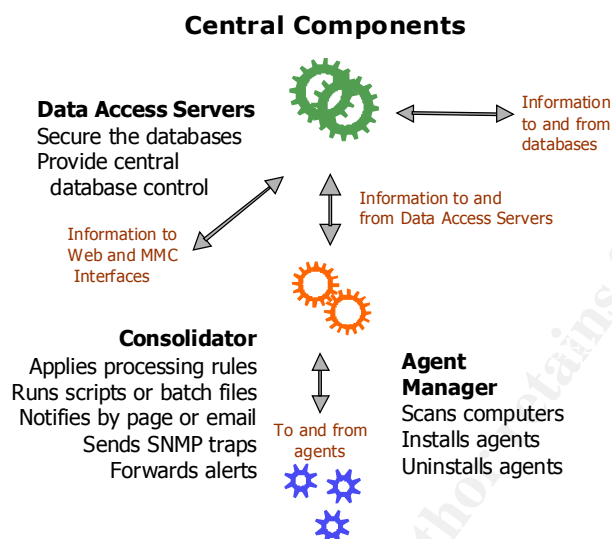 Central Components
Data Access Servers
Secure the databases
Provide central
database control
Information
to and from
databases
Information to and
from Data Access Servers
Information to
Web and MMC
Interfaces
Consolidator
Applies processing rules
Runs scripts or batch files
Notifies by page or email
Sends SNMP traps
Forwards alerts
To and from
agents
Agent
Manager
Scans computers
Installs agents
Uninstalls agents
thor retains